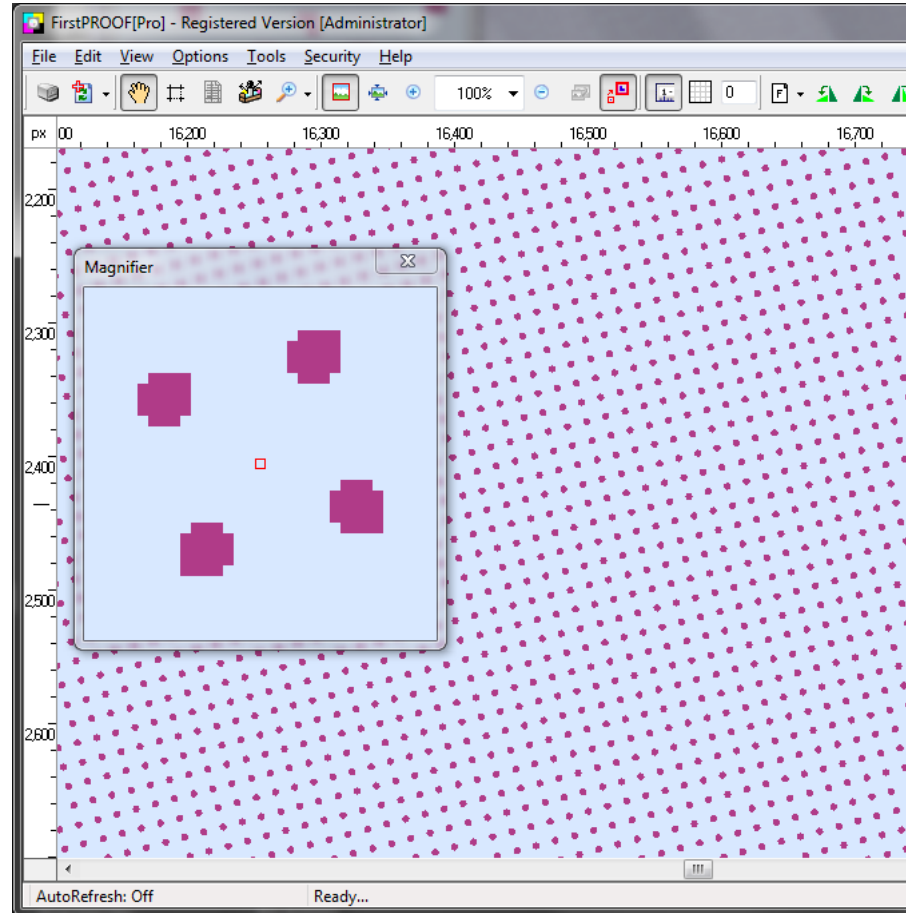 FirstPROOF[Pro] - Registered Version [Administrator]
File Edit View Options Tools Security Help
100% 1: 0 F
px 00 16,200 16,300 16,400 16,500 16,600 16,700
2,200
Magnifier
2,300
2,400
2,500
2,600
AutoRefresh: Off Ready...